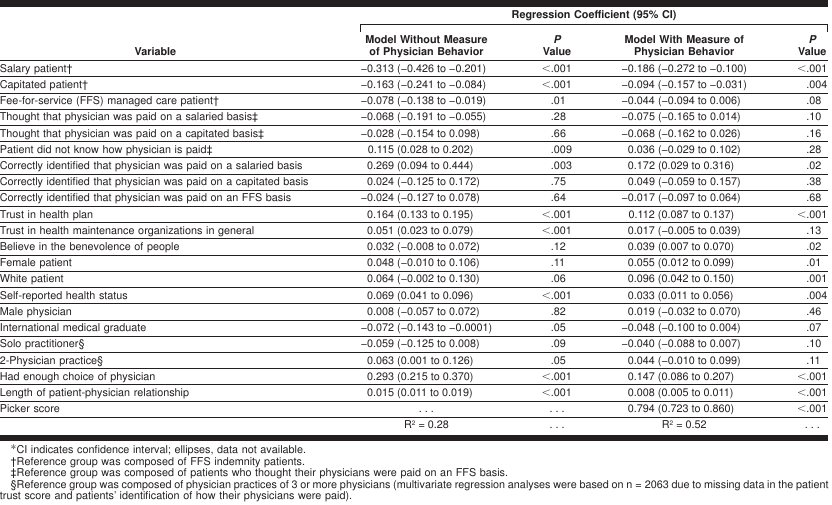 Regression Coefficient (95% CI)
Variable Model Without Measure of Physician Behavior P Value Model With Measure of Physician Behavior P Value
Salary patient† −0.313 (−0.426 to −0.201) <.001 −0.186 (−0.272 to −0.100) <.001
Capitated patient† −0.163 (−0.241 to −0.084) <.001 −0.094 (−0.157 to −0.031) .004
Fee-for-service (FFS) managed care patient† −0.078 (−0.138 to −0.019) .01 −0.044 (−0.094 to 0.006) .08
Thought that physician was paid on a salaried basis‡ −0.068 (−0.191 to −0.055) .28 −0.075 (−0.165 to 0.014) .10
Thought that physician was paid on a capitated basis‡ −0.028 (−0.154 to 0.098) .66 −0.068 (−0.162 to 0.026) .16
Patient did not know how physician is paid‡ 0.115 (0.028 to 0.202) .009 0.036 (−0.029 to 0.102) .28
Correctly identified that physician was paid on a salaried basis 0.269 (0.094 to 0.444) .003 0.172 (0.029 to 0.316) .02
Correctly identified that physician was paid on a capitated basis 0.024 (−0.125 to 0.172) .75 0.049 (−0.059 to 0.157) .38
Correctly identified that physician was paid on an FFS basis −0.024 (−0.127 to 0.078) .64 −0.017 (−0.097 to 0.064) .68
Trust in health plan 0.164 (0.133 to 0.195) <.001 0.112 (0.087 to 0.137) <.001
Trust in health maintenance organizations in general 0.051 (0.023 to 0.079) <.001 0.017 (−0.005 to 0.039) .13
Believe in the benevolence of people 0.032 (−0.008 to 0.072) .12 0.039 (0.007 to 0.070) .02
Female patient 0.048 (−0.010 to 0.106) .11 0.055 (0.012 to 0.099) .01
White patient 0.064 (−0.002 to 0.130) .06 0.096 (0.042 to 0.150) .001
Self-reported health status 0.069 (0.041 to 0.096) <.001 0.033 (0.011 to 0.056) .004
Male physician 0.008 (−0.057 to 0.072) .82 0.019 (−0.032 to 0.070) .46
International medical graduate −0.072 (−0.143 to −0.0001) .05 −0.048 (−0.100 to 0.004) .07
Solo practitioner§ −0.059 (−0.125 to 0.008) .09 −0.040 (−0.088 to 0.007) .10
2-Physician practice§ 0.063 (0.001 to 0.126) .05 0.044 (−0.010 to 0.099) .11
Had enough choice of physician 0.293 (0.215 to 0.370) <.001 0.147 (0.086 to 0.207) <.001
Length of patient-physician relationship 0.015 (0.011 to 0.019) <.001 0.008 (0.005 to 0.011) <.001
Picker score . . . . . . 0.794 (0.723 to 0.860) <.001
R² = 0.28 . . . R² = 0.52 . . .
*CI indicates confidence interval; ellipses, data not available.
†Reference group was composed of FFS indemnity patients.
‡Reference group was composed of patients who thought their physicians were paid on an FFS basis.
§Reference group was composed of physician practices of 3 or more physicians (multivariate regression analyses were based on n = 2063 due to missing data in the patient
trust score and patients' identification of how their physicians were paid).